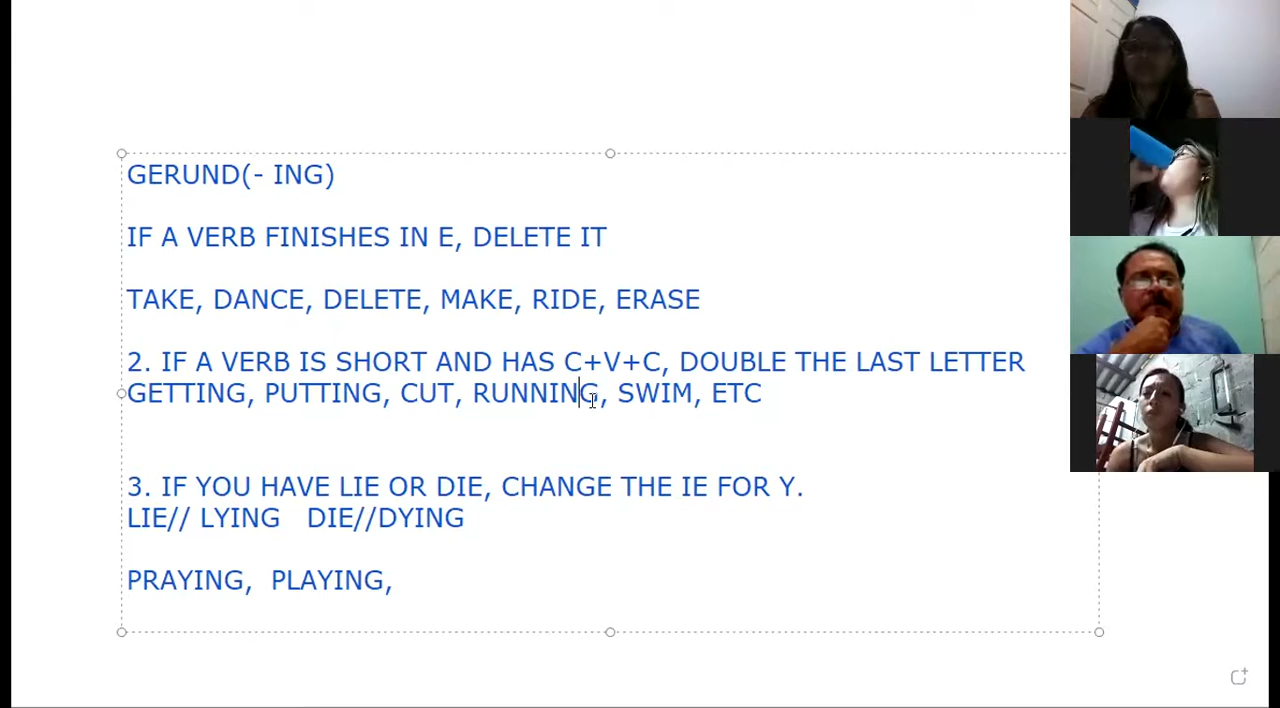 GERUND(- ING)
IF A VERB FINISHES IN E, DELETE IT
TAKE, DANCE, DELETE, MAKE, RIDE, ERASE
2. IF A VERB IS SHORT AND HAS C+V+C, DOUBLE THE LAST LETTER
GETTING, PUTTING, CUT, RUNNING, SWIM, ETC
3. IF YOU HAVE LIE OR DIE, CHANGE THE IE FOR Y.
LIE// LYING DIE//DYING
PRAYING, PLAYING,